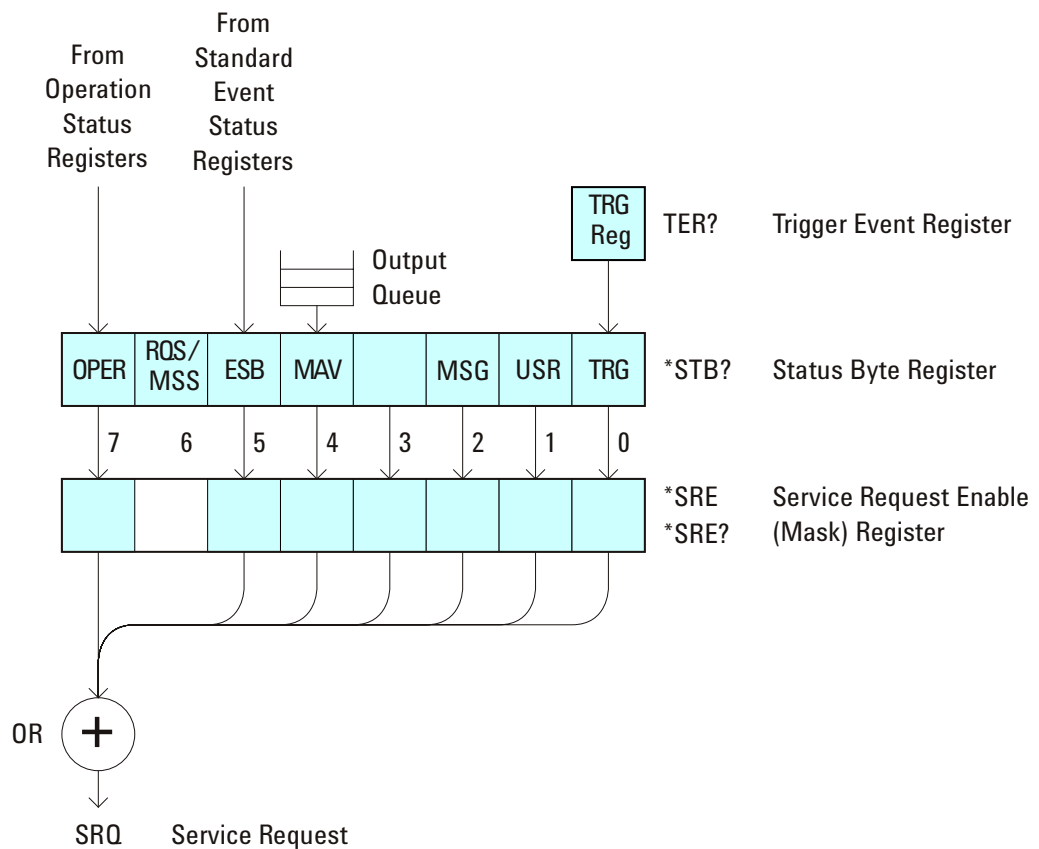 From
Operation
Status
Registers
From
Standard
Event
Status
Registers
TRG
Reg
TER? Trigger Event Register
Output
Queue
OPER RQS/ ESB MAV MSG USR TRG
MSS
*STB? Status Byte Register
7 6 5 4 3 2 1 0
*SRE Service Request Enable
*SRE? (Mask) Register
OR +
SRQ Service Request